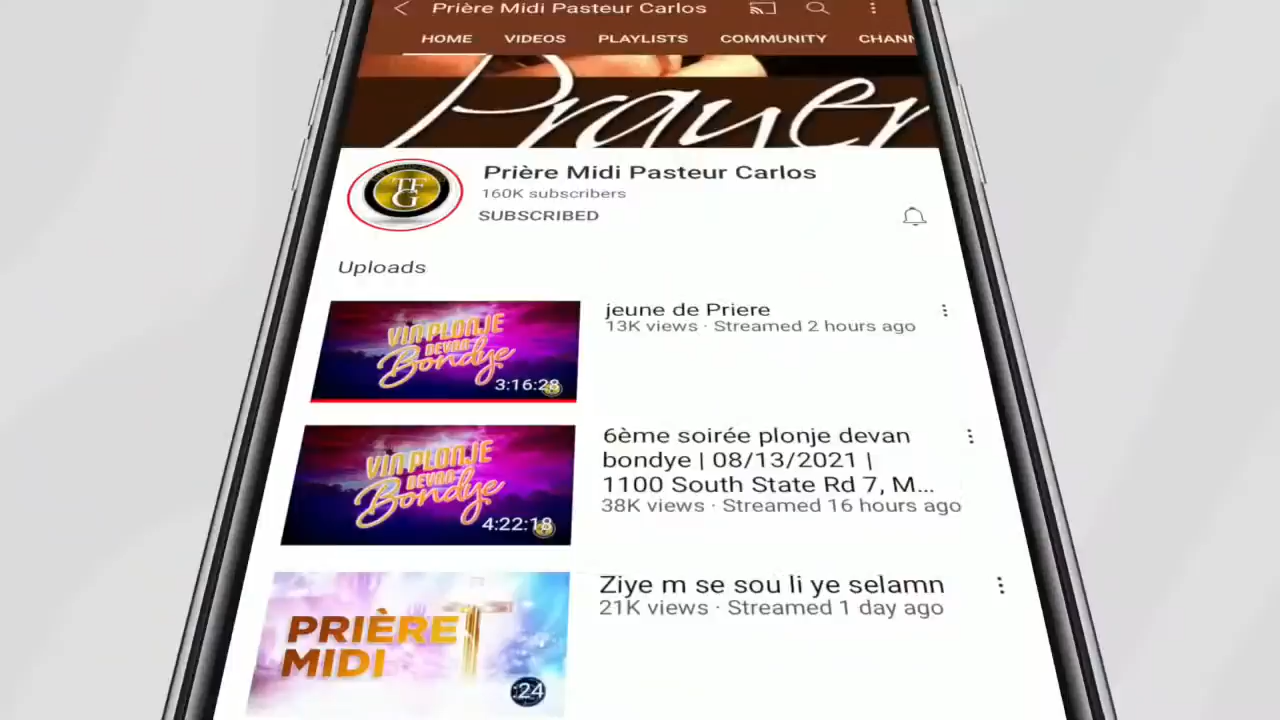 Prière Midi Pasteur Carlos
HOME VIDEOS PLAYLISTS COMMUNITY CHANN
Prayer
TF
G
Prière Midi Pasteur Carlos
160K subscribers
SUBSCRIBED
Uploads
VIN PLONJE
DEVAN
Bondye
3:16:28
jeune de Priere
13K views · Streamed 2 hours ago
VIN PLONJE
DEVAN
Bondye
4:22:18
6ème soirée plonje devan
bondye | 08/13/2021 |
1100 South State Rd 7, M...
38K views · Streamed 16 hours ago
PRIÈRE
MIDI
:24
Ziye m se sou li ye selamn
21K views · Streamed 1 day ago